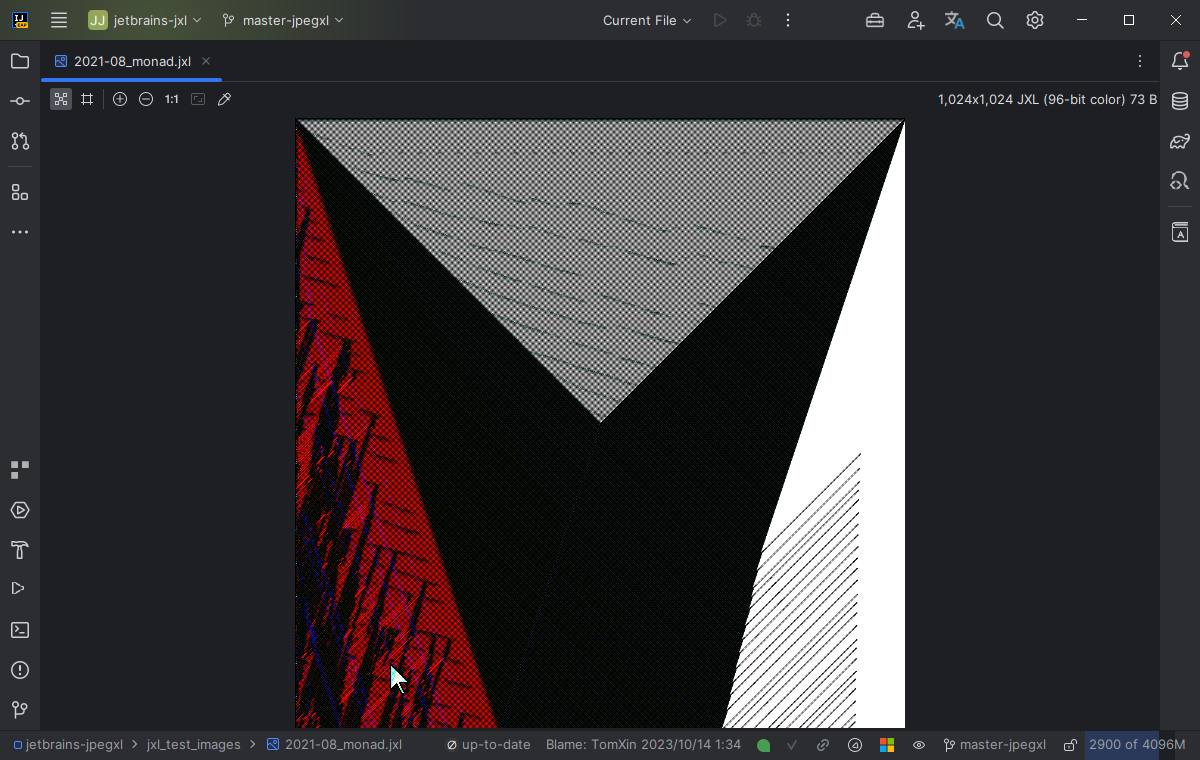 JJ jetbrains-jxl master-jpegxl Current File
2021-08_monad.jxl
1:1 1,024x1,024 JXL (96-bit color) 73 B
jetbrains-jpegxl jxl_test_images 2021-08_monad.jxl up-to-date Blame: TomXin 2023/10/14 1:34 master-jpegxl 2900 of 4096M